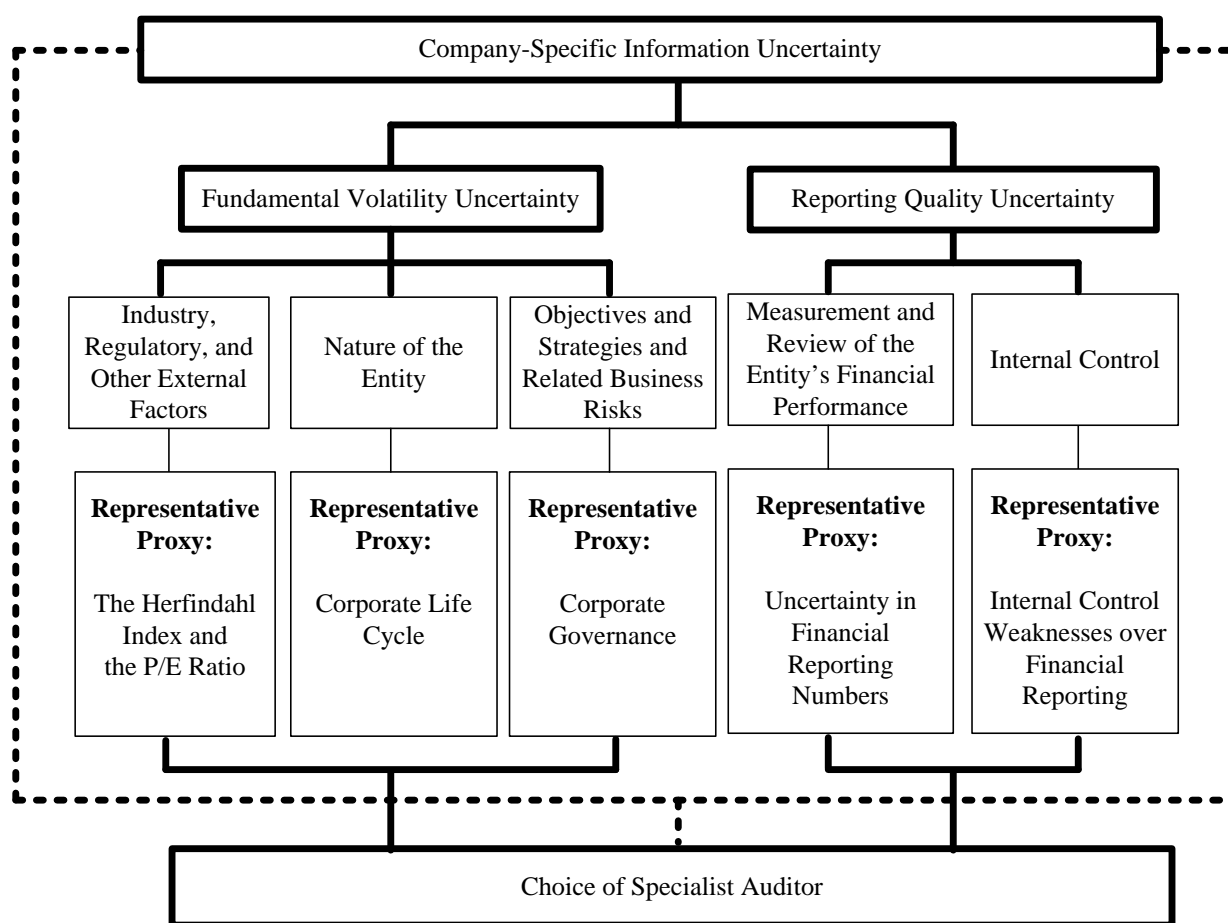 Company-Specific Information Uncertainty
Fundamental Volatility Uncertainty
Reporting Quality Uncertainty
Industry,
Regulatory, and
Other External
Factors
Nature of the
Entity
Objectives and
Strategies and
Related Business
Risks
Measurement and
Review of the
Entity’s Financial
Performance
Internal Control
Representative
Proxy:
The Herfindahl
Index and
the P/E Ratio
Representative
Proxy:
Corporate Life
Cycle
Representative
Proxy:
Corporate
Governance
Representative
Proxy:
Uncertainty in
Financial
Reporting
Numbers
Representative
Proxy:
Internal Control
Weaknesses over
Financial
Reporting
Choice of Specialist Auditor